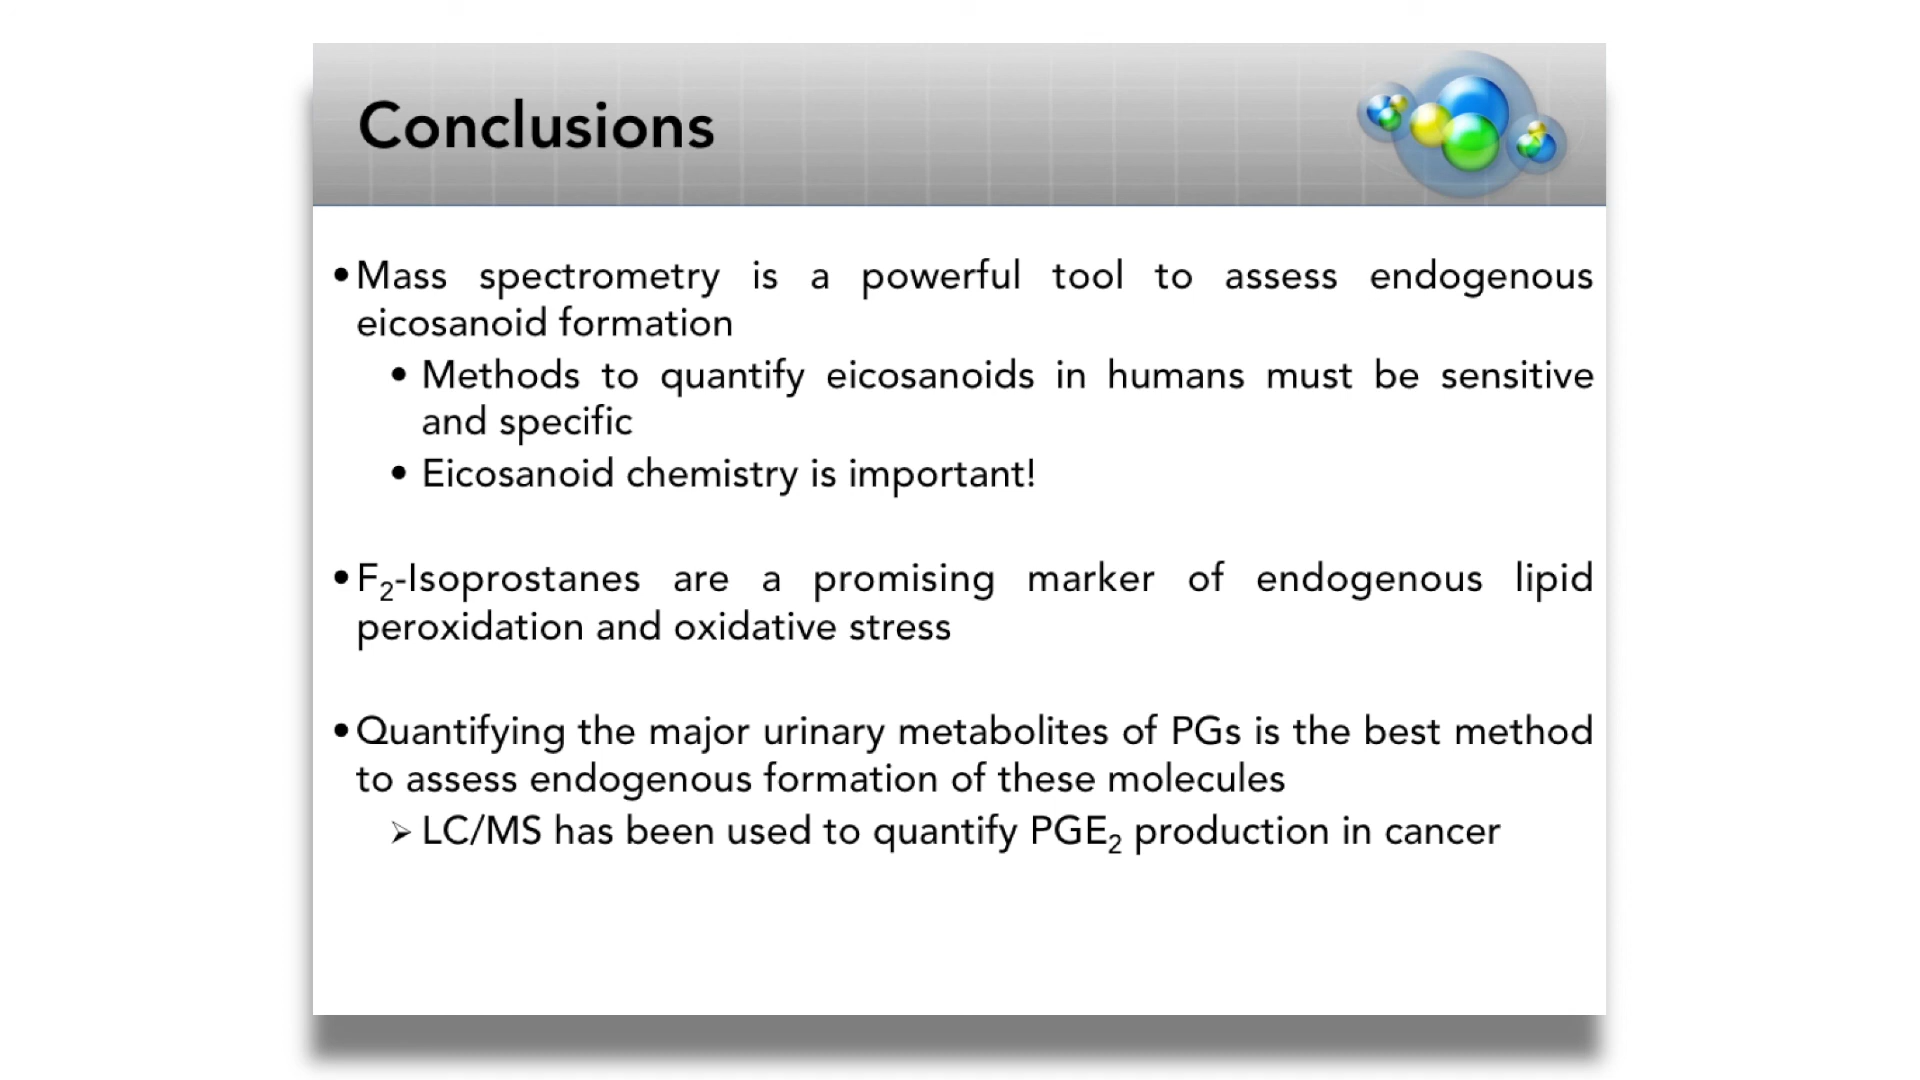 Conclusions
•Mass spectrometry is a powerful tool to assess endogenous
eicosanoid formation
• Methods to quantify eicosanoids in humans must be sensitive
and specific
• Eicosanoid chemistry is important!
•F₂-Isoprostanes are a promising marker of endogenous lipid
peroxidation and oxidative stress
•Quantifying the major urinary metabolites of PGs is the best method
to assess endogenous formation of these molecules
➢ LC/MS has been used to quantify PGE₂ production in cancer